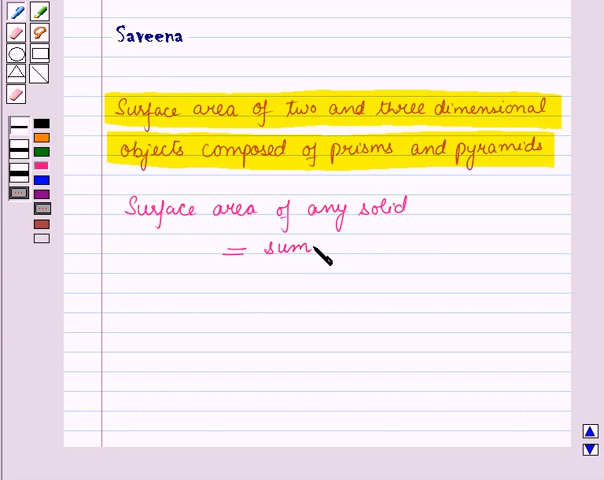 Saveena
Surface area of two and three dimensional
objects composed of prisms and pyramids
Surface area of any solid
= sum